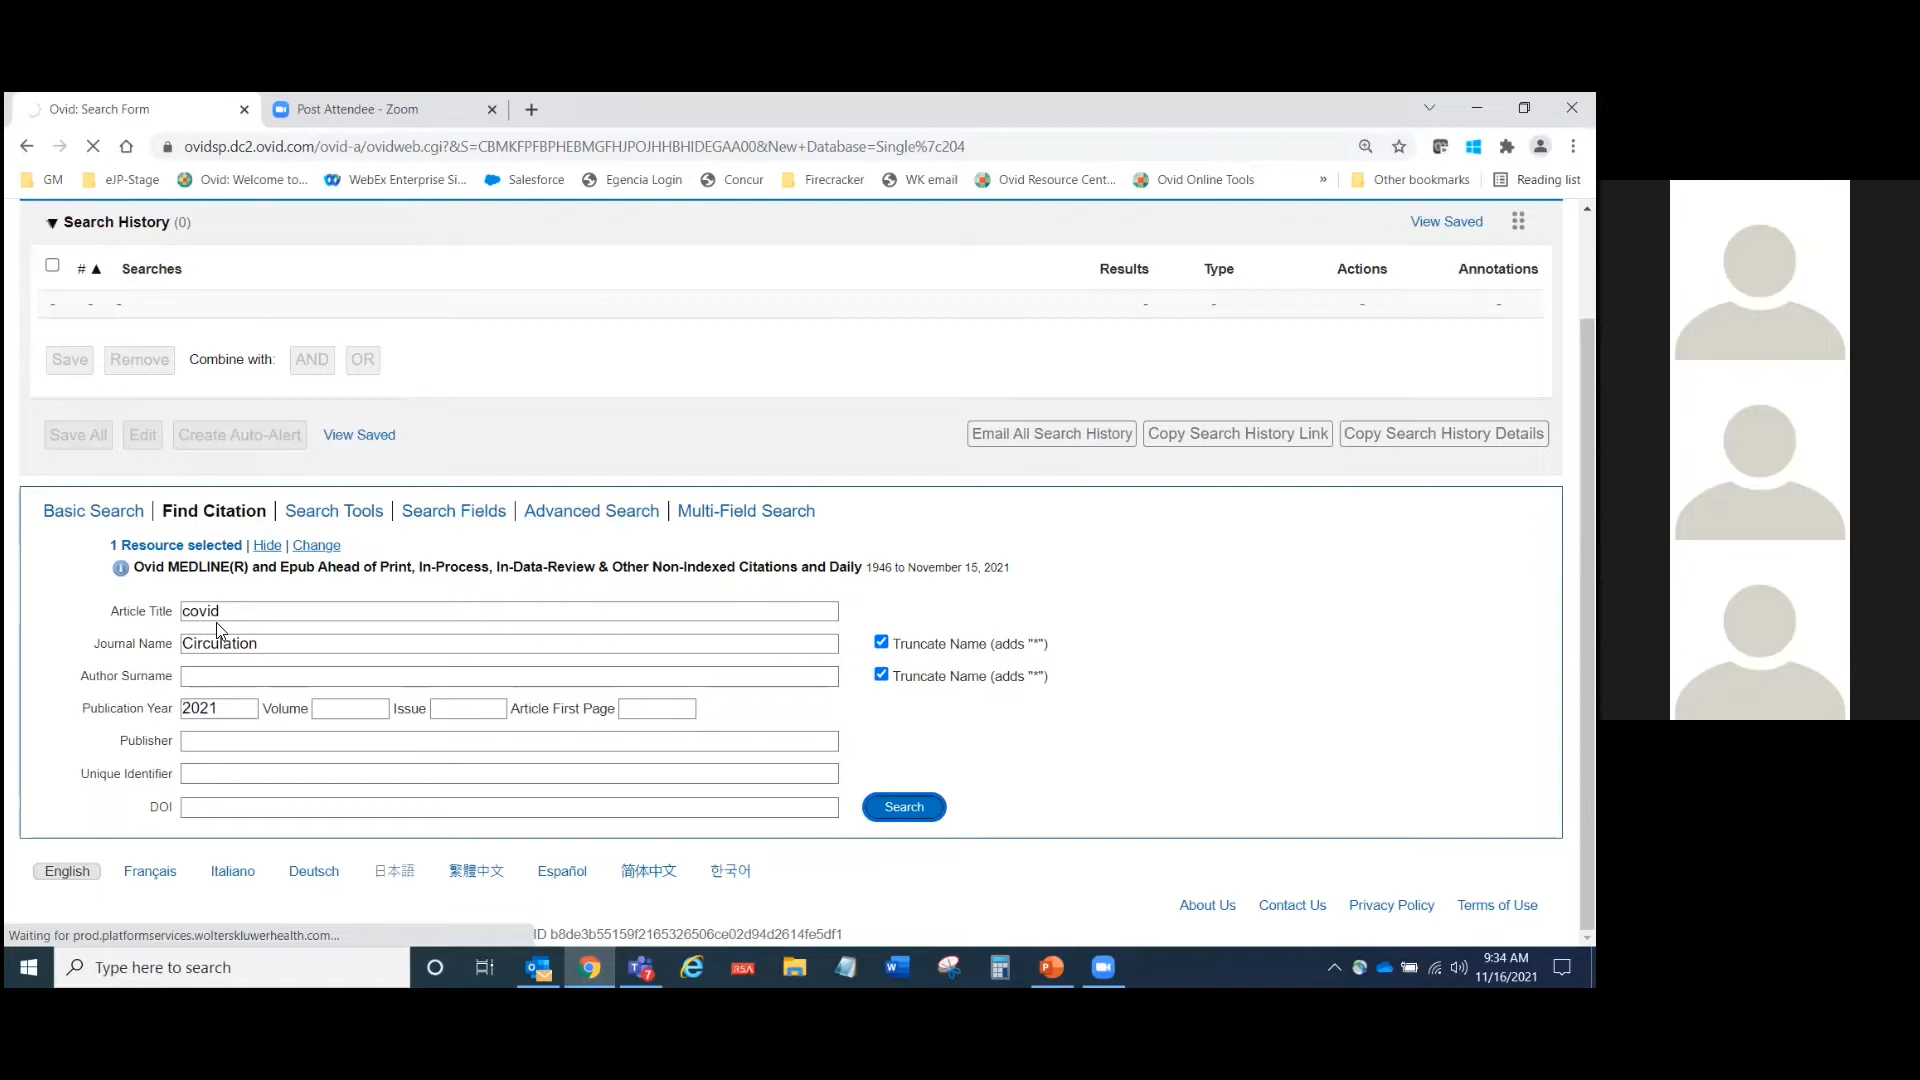 Ovid: Search Form
Post Attendee - Zoom
ovidsp.dc2.ovid.com/ovid-a/ovidweb.cgi?&S=CBMKFPFBPHEBMGFHJPOJHHBHIDEGAA00&New+Database=Single%7c204
GM eJP-Stage Ovid: Welcome to... WebEx Enterprise Si... Salesforce Egencia Login Concur Firecracker WK email Ovid Resource Cent... Ovid Online Tools » Other bookmarks Reading list
▼ Search History (0) View Saved
# ▲ Searches Results Type Actions Annotations
- - - - - - -
Save Remove Combine with: AND OR
Save All Edit Create Auto-Alert View Saved Email All Search History Copy Search History Link Copy Search History Details
Basic Search | Find Citation | Search Tools | Search Fields | Advanced Search | Multi-Field Search
1 Resource selected | Hide | Change
Ovid MEDLINE(R) and Epub Ahead of Print, In-Process, In-Data-Review & Other Non-Indexed Citations and Daily 1946 to November 15, 2021
Article Title covid
Journal Name Circulation Truncate Name (adds "*")
Author Surname Truncate Name (adds "*")
Publication Year 2021 Volume Issue Article First Page
Publisher
Unique Identifier
DOI Search
English Français Italiano Deutsch 日本語 繁體中文 Español 简体中文 한국어
About Us Contact Us Privacy Policy Terms of Use
Waiting for prod.platformservices.wolterskluwerhealth.com... ID b8de3b55159f2165326506ce02d94d2614fe5df1
Type here to search 7 RSA 9:34 AM
11/16/2021